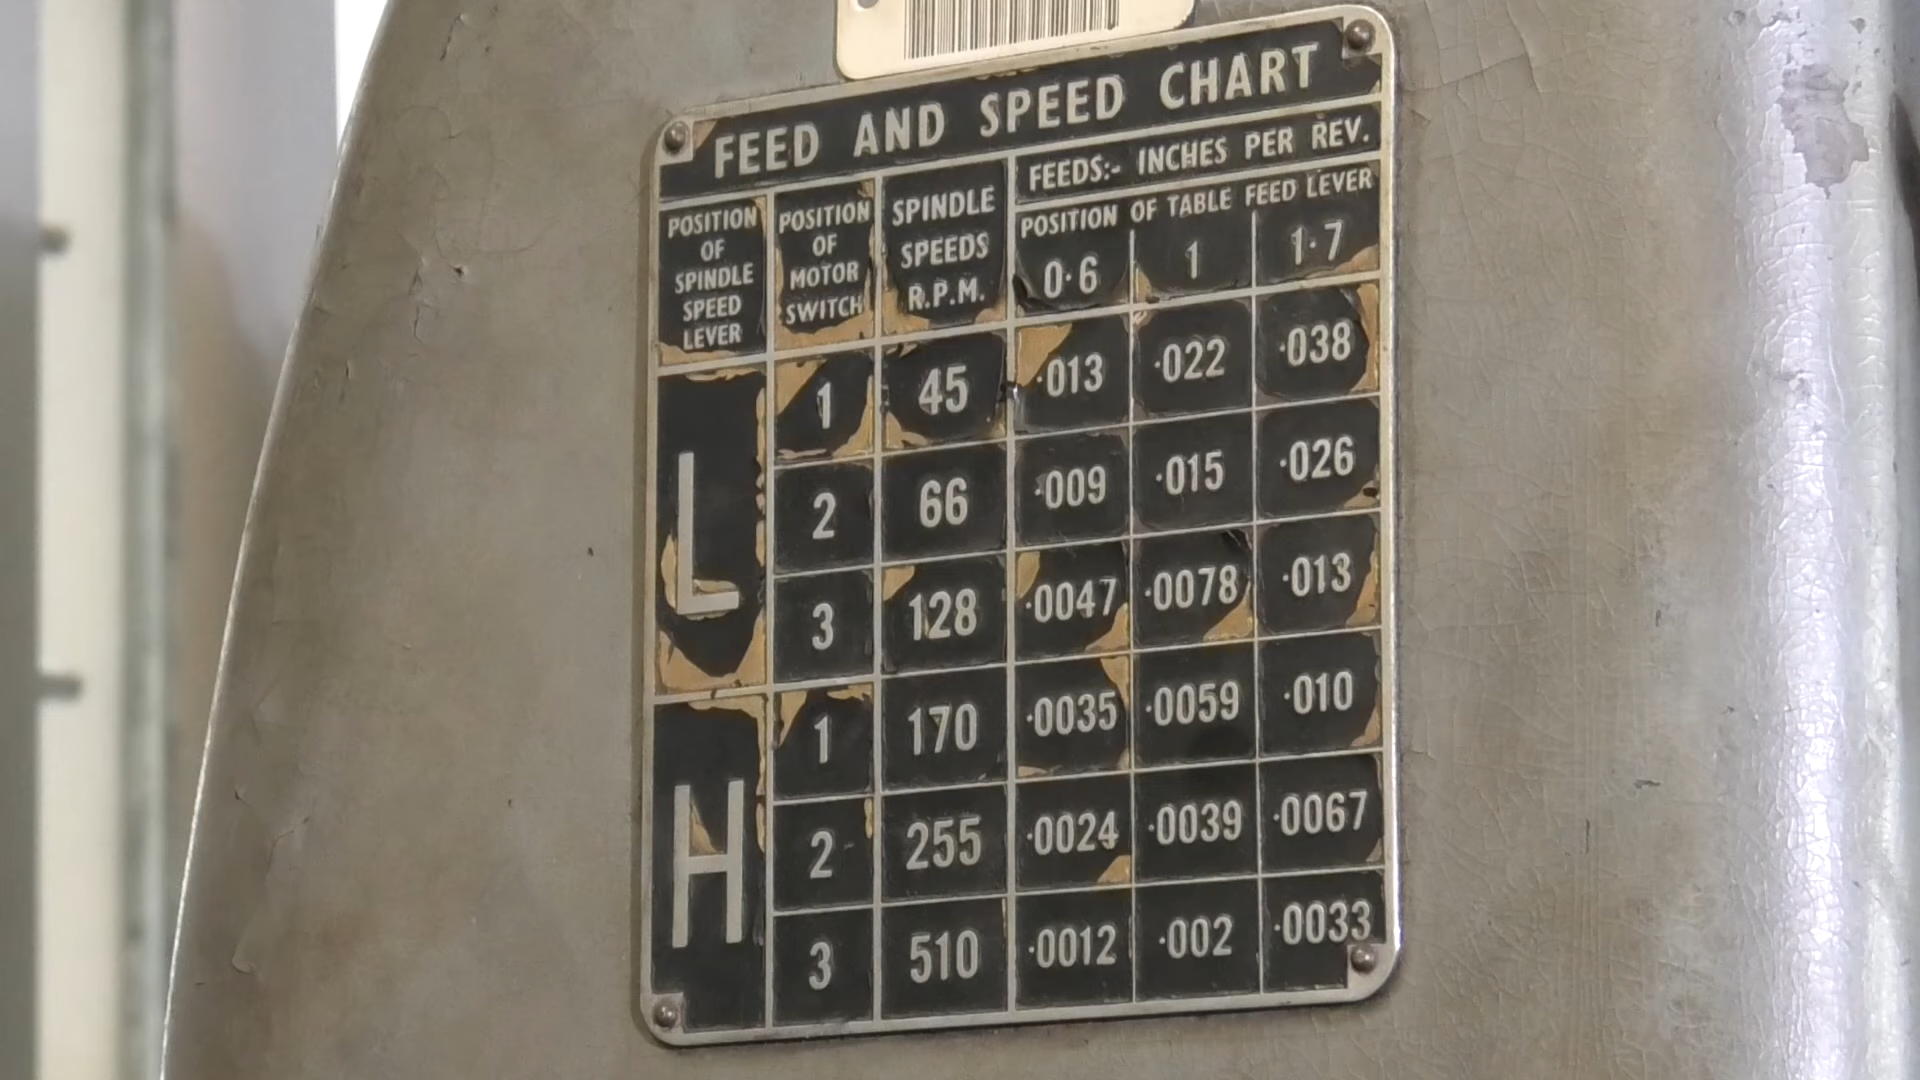 FEED AND SPEED CHART
FEEDS:- INCHES PER REV.
POSITION OF TABLE FEED LEVER
POSITION
OF
SPINDLE
SPEED
LEVER
POSITION
OF
MOTOR
SWITCH
SPINDLE
SPEEDS
R.P.M.
0·6 1 1·7
L
1 45 ·013 ·022 ·038
2 66 ·009 ·015 ·026
3 128 ·0047 ·0078 ·013
H
1 170 ·0035 ·0059 ·010
2 255 ·0024 ·0039 ·0067
3 510 ·0012 ·002 ·0033